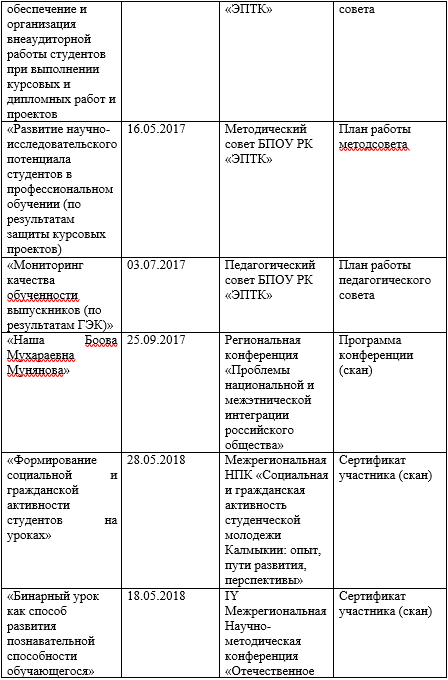 обеспечение и
организация
внеаудиторной
работы студентов
при выполнении
курсовых и
дипломных работ и
проектов
«ЭПТК»
совета
«Развитие научно-
исследовательского
потенциала
студентов в
профессиональном
обучении (по
результатам
защиты курсовых
проектов)
16.05.2017
Методический
совет БПОУ РК
«ЭПТК»
План работы
методсовета
«Мониторинг
качества
обученности
выпускников (по
результатам ГЭК)»
03.07.2017
Педагогический
совет БПОУ РК
«ЭПТК»
План работы
педагогического
совета
«Наша Боова
Мухараевна
Мунянова»
25.09.2017
Региональная
конференция
«Проблемы
национальной и
межэтнической
интеграции
российского
общества»
Программа
конференции
(скан)
«Формирование
социальной и
гражданской
активности
студентов на
уроках»
28.05.2018
Межрегиональная
НПК «Социальная
и гражданская
активность
студенческой
молодежи
Калмыкии: опыт,
пути развития,
перспективы»
Сертификат
участника (скан)
«Бинарный урок
как способ
развития
познавательной
способности
обучающегося»
18.05.2018
IY
Межрегиональная
Научно-
методическая
конференция
«Отечественное
Сертификат
участника (скан)